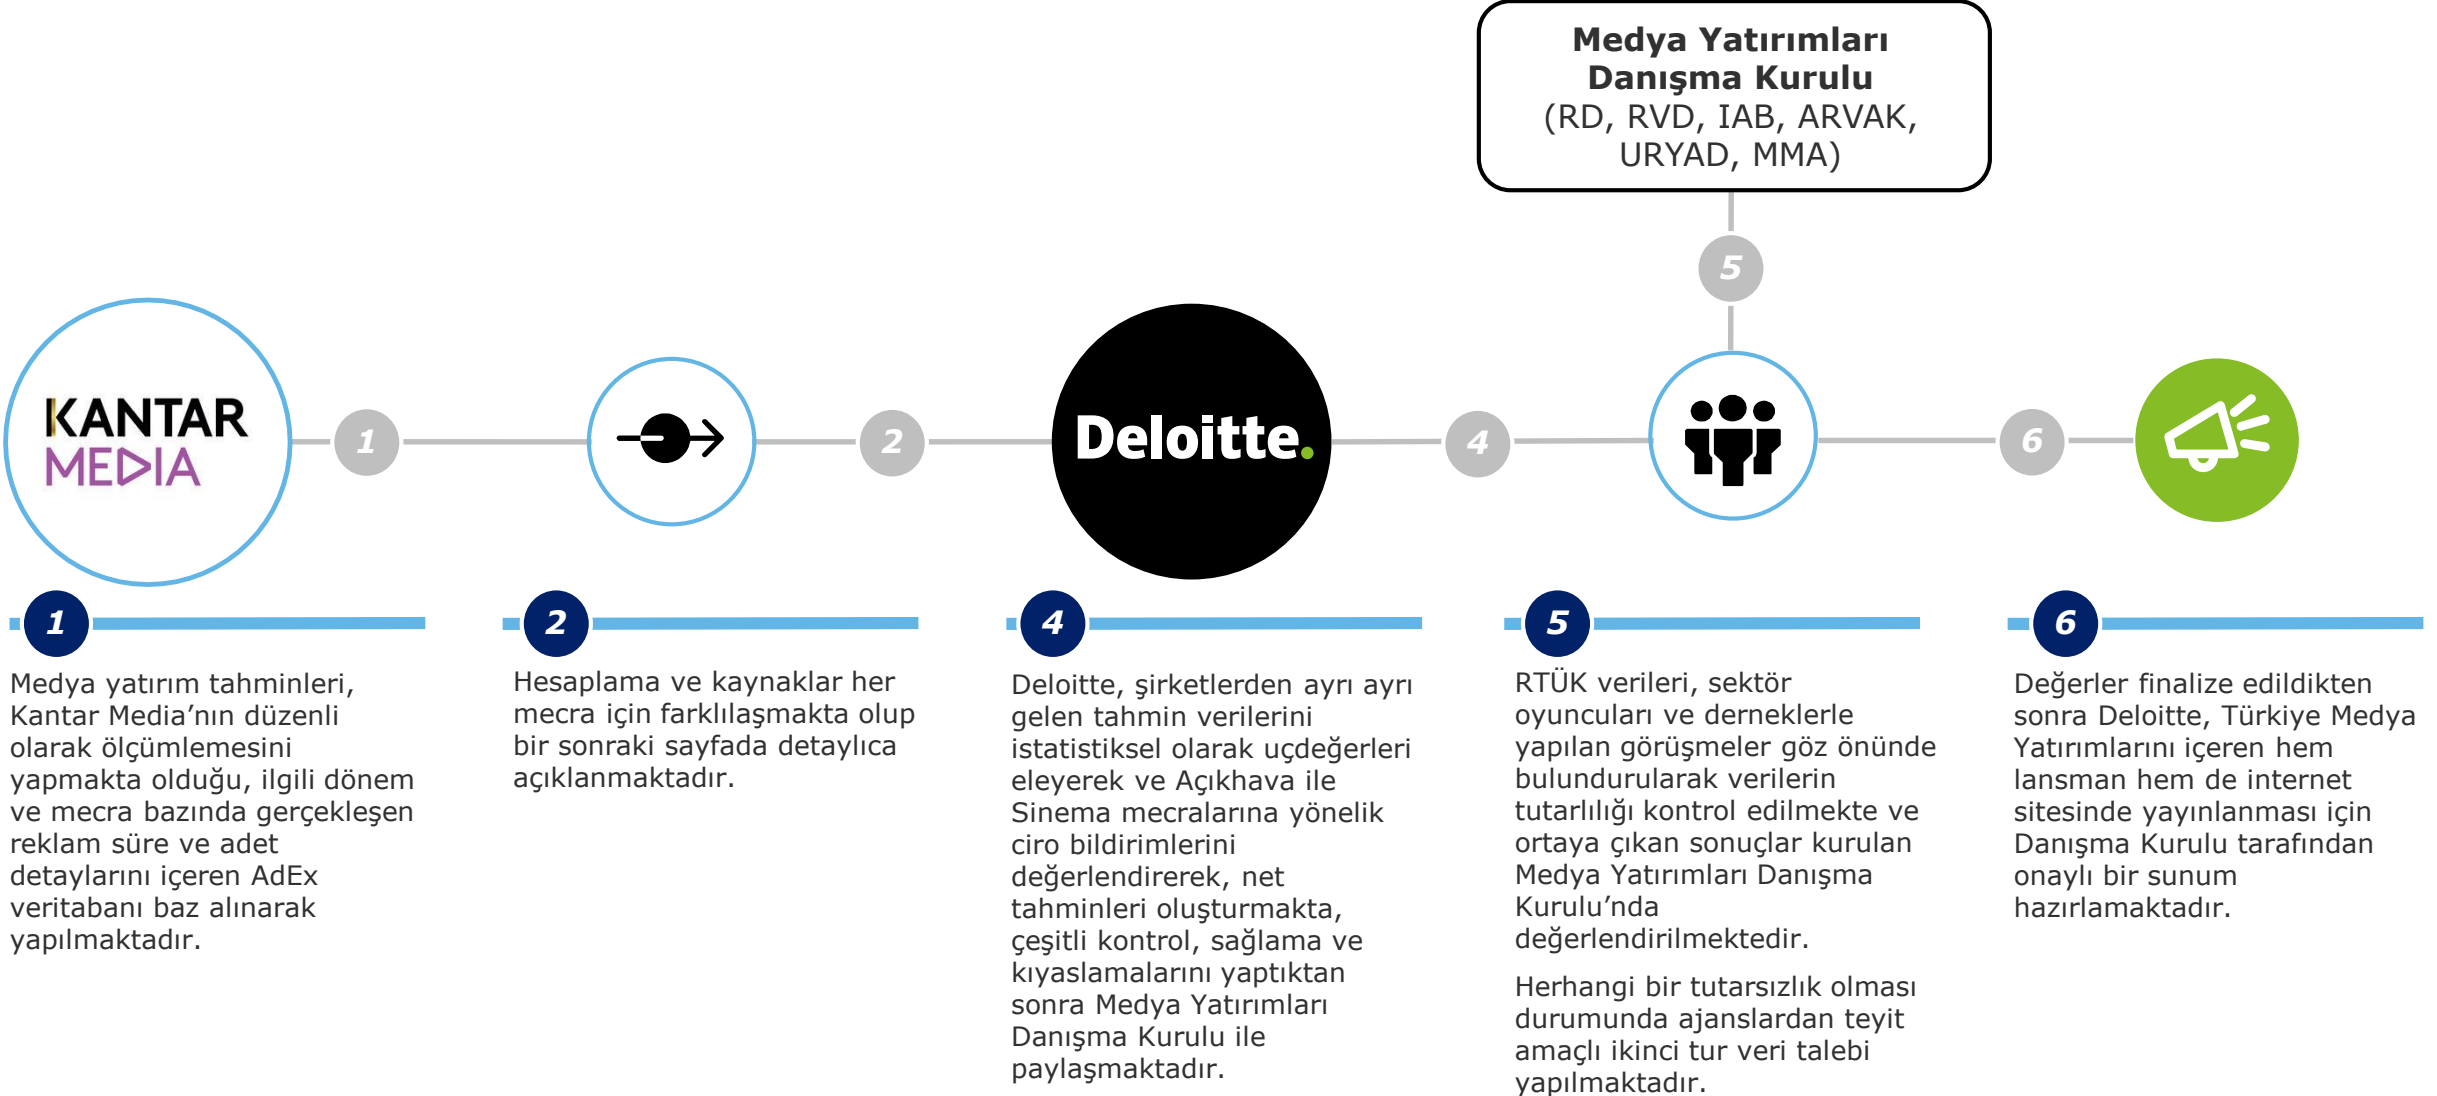 Medya Yatırımları
Danışma Kurulu
(RD, RVD, IAB, ARVAK,
URYAD, MMA)
5
KANTAR
MEDIA
1
2
Deloitte.
4
6
1
Medya yatırım tahminleri,
Kantar Media’nın düzenli
olarak ölçümlemesini
yapmakta olduğu, ilgili dönem
ve mecra bazında gerçekleşen
reklam süre ve adet
detaylarını içeren AdEx
veritabanı baz alınarak
yapılmaktadır.
2
Hesaplama ve kaynaklar her
mecra için farklılaşmakta olup
bir sonraki sayfada detaylıca
açıklanmaktadır.
4
Deloitte, şirketlerden ayrı ayrı
gelen tahmin verilerini
istatistiksel olarak uçdeğerleri
eleyerek ve Açıkhava ile
Sinema mecralarına yönelik
ciro bildirimlerini
değerlendirerek, net
tahminleri oluşturmakta,
çeşitli kontrol, sağlama ve
kıyaslamalarını yaptıktan
sonra Medya Yatırımları
Danışma Kurulu ile
paylaşmaktadır.
5
RTÜK verileri, sektör
oyuncuları ve derneklerle
yapılan görüşmeler göz önünde
bulundurularak verilerin
tutarlılığı kontrol edilmekte ve
ortaya çıkan sonuçlar kurulan
Medya Yatırımları Danışma
Kurulu’nda
değerlendirilmektedir.
Herhangi bir tutarsızlık olması
durumunda ajanslardan teyit
amaçlı ikinci tur veri talebi
yapılmaktadır.
6
Değerler finalize edildikten
sonra Deloitte, Türkiye Medya
Yatırımlarını içeren hem
lansman hem de internet
sitesinde yayınlanması için
Danışma Kurulu tarafından
onaylı bir sunum
hazırlamaktadır.